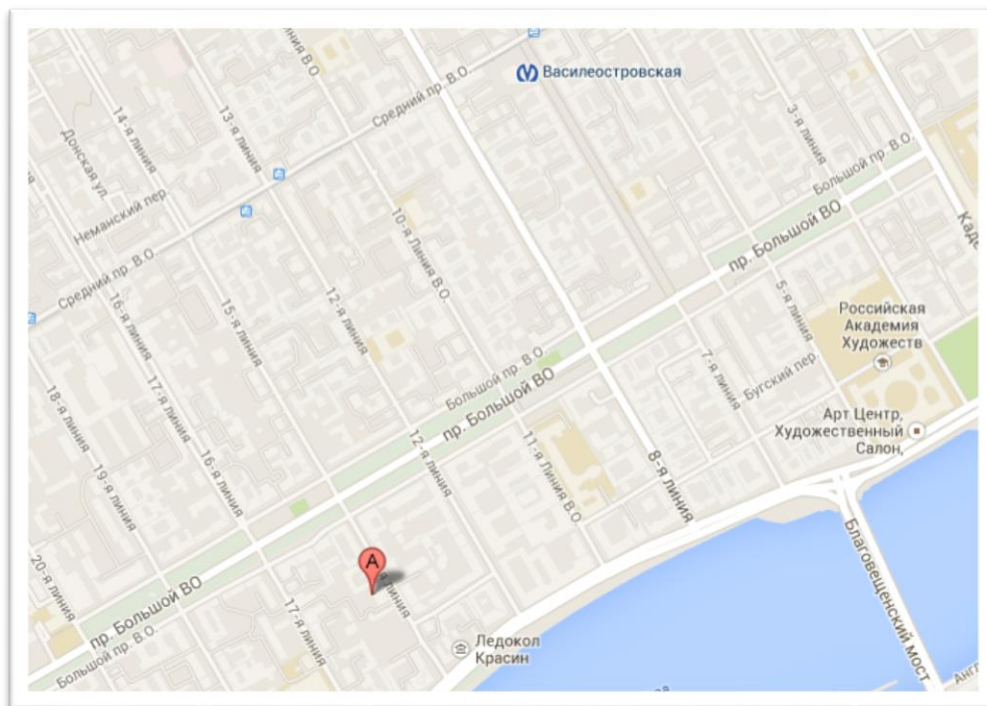 Василеостровская
Средний пр. В.О.
14-я линия
13-я линия
3-я линия
Донская ул.
Большой пр. В.О.
Неманский пер.
10-я Линия В.О.
пр. Большой ВО
Средний пр. В.О.
16-я линия
15-я линия
12-я линия
5-я линия
Российская
Академия
Художеств
Большой пр. В.О.
7-я линия
Бугский пер.
пр. Большой ВО
18-я линия
17-я линия
Арт Центр,
Художественный
Салон,
12-я линия
11-я Линия В.О.
8-я линия
19-я линия
16-я линия
Благовещенский мост
A
20-я линия
17-я линия
линия
пр. Большой ВО
Большой пр. В.О.
Ледокол
Красин